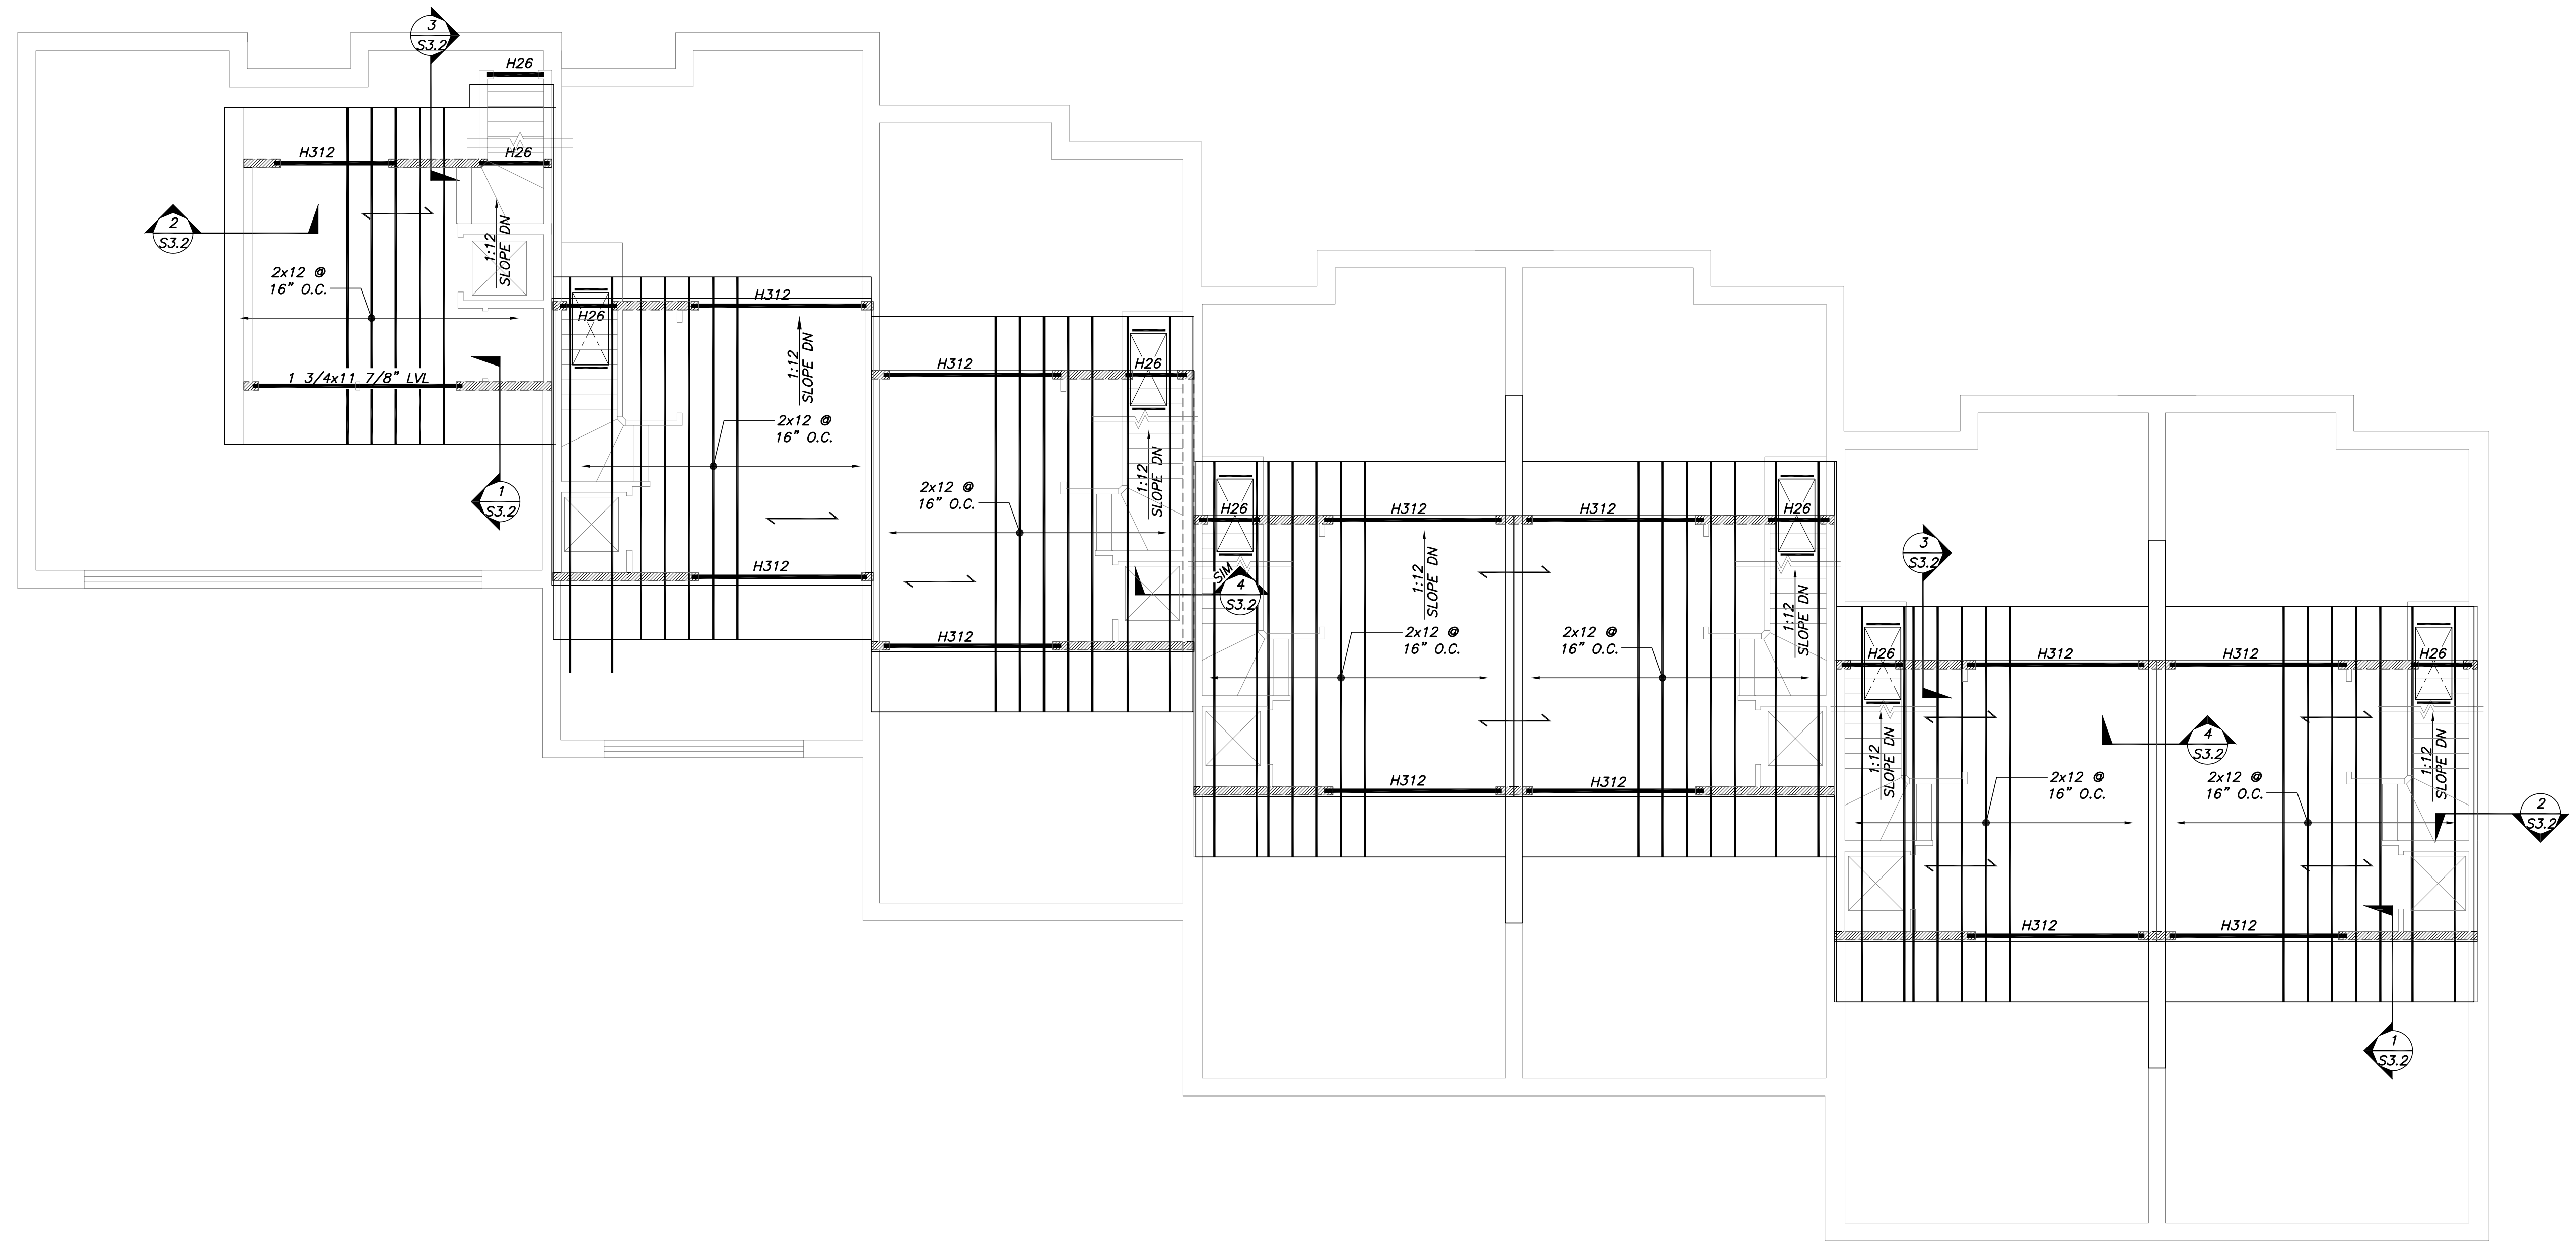 3
S3.2
H26
H312
H26
2
S3.2
1:12
SLOPE DN
2x12 @
16" O.C.
1 3/4x11 7/8" LVL
1
S3.2
H26
H312
1:12
SLOPE DN
2x12 @
16" O.C.
H312
H312
H26
1:12
SLOPE DN
2x12 @
16" O.C.
H312
SIM
4
S3.2
H26
H312
H312
H26
1:12
SLOPE DN
1:12
SLOPE DN
2x12 @
16" O.C.
2x12 @
16" O.C.
H312
H312
3
S3.2
H26
H312
H312
H26
1:12
SLOPE DN
4
S3.2
1:12
SLOPE DN
2x12 @
16" O.C.
2x12 @
16" O.C.
2
S3.2
H312
H312
1
S3.2